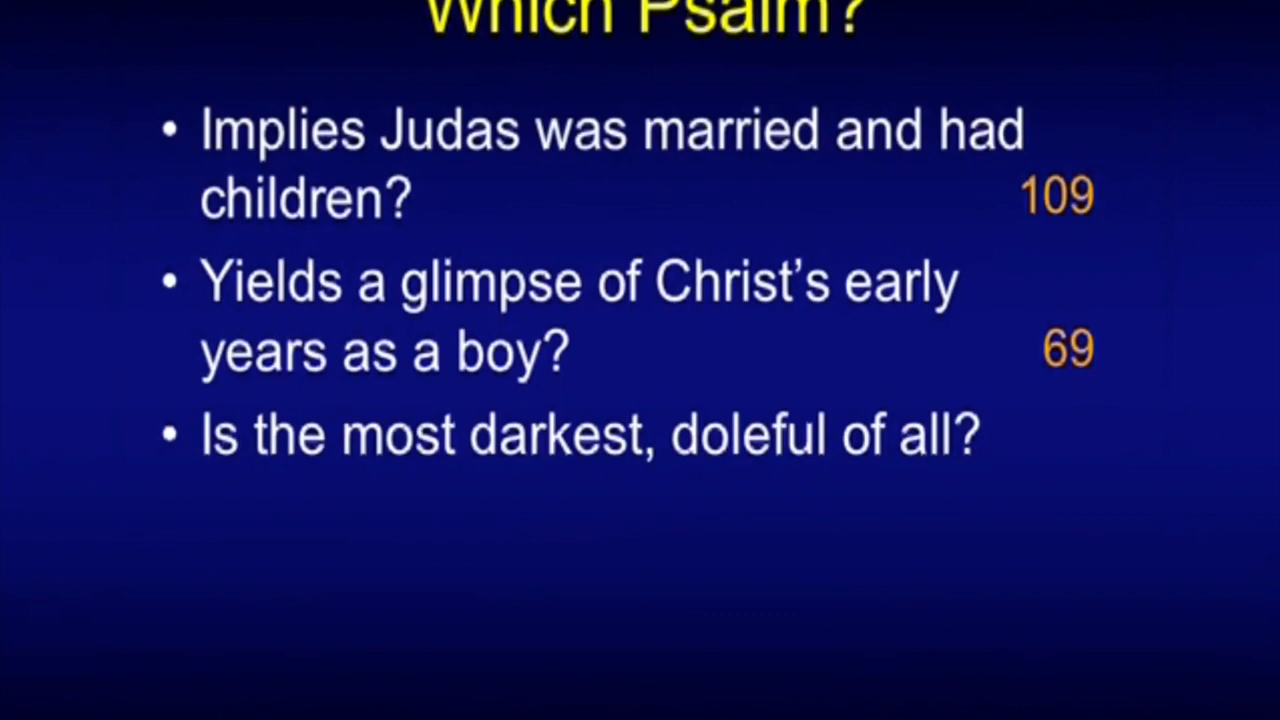 Which Psalm?
• Implies Judas was married and had
children? 109
• Yields a glimpse of Christ's early
years as a boy? 69
• Is the most darkest, doleful of all?